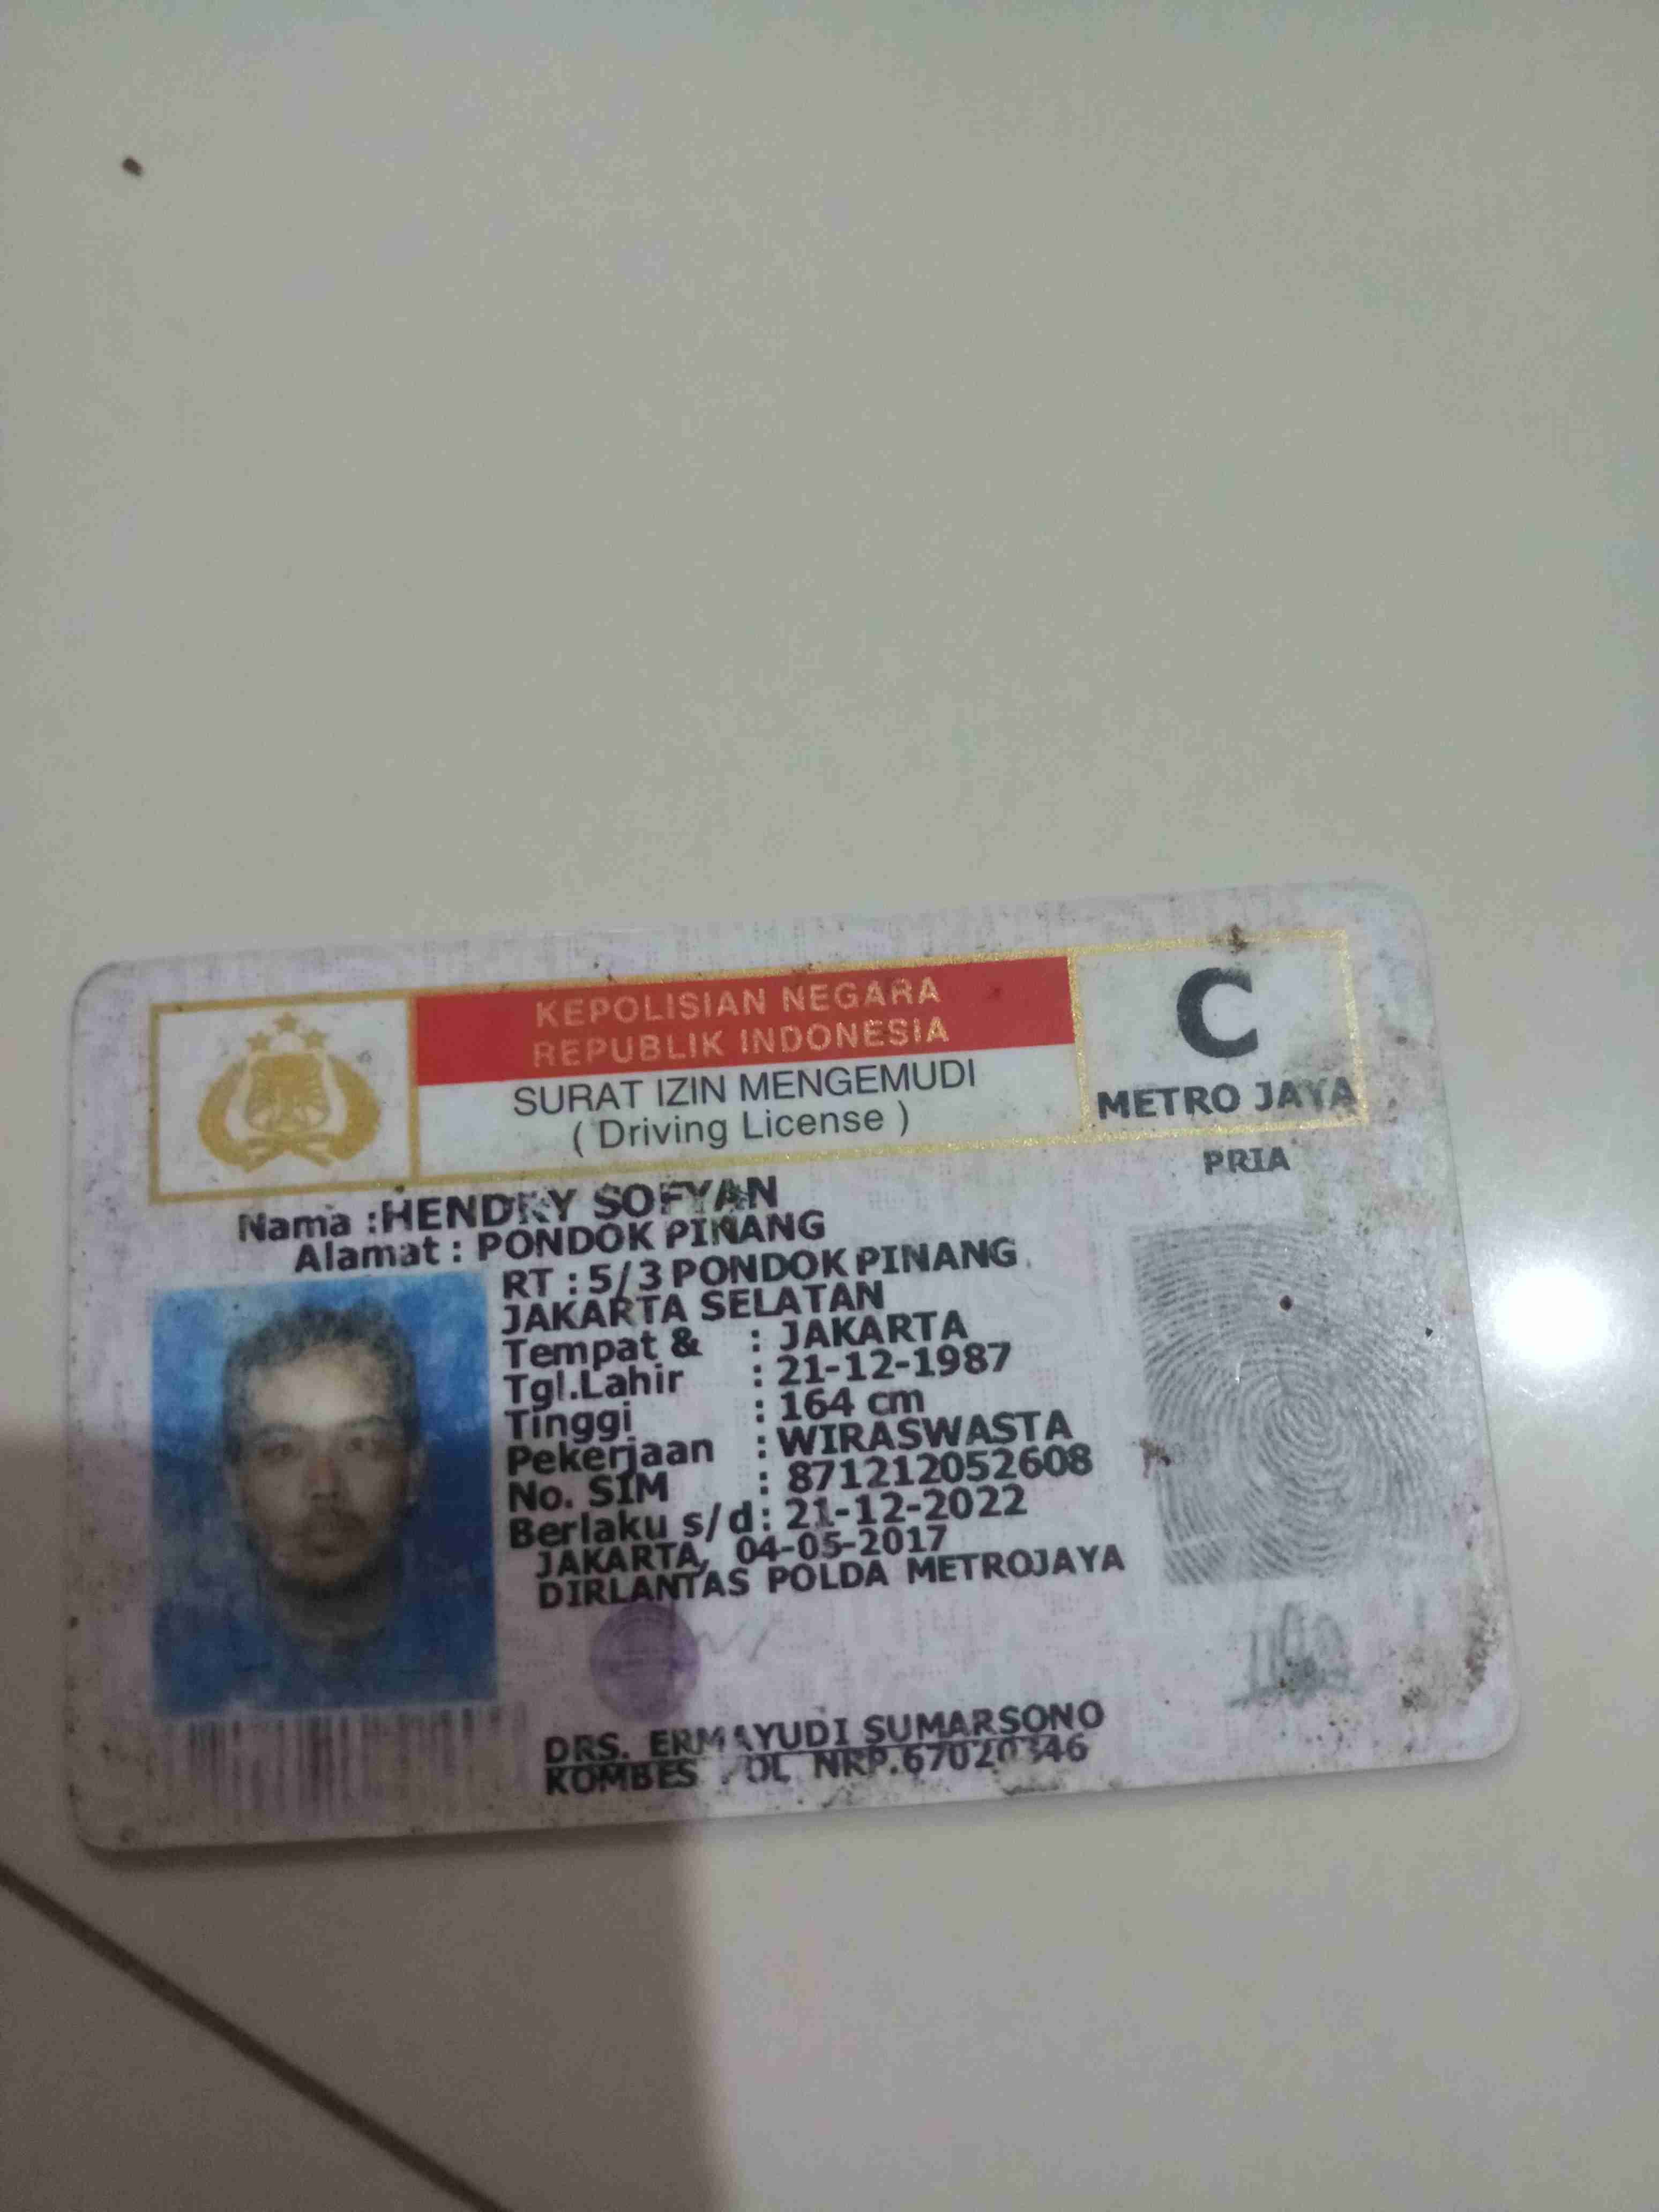 KEPOLISIAN NEGARA
REPUBLIK INDONESIA
SURAT IZIN MENGEMUDI
( Driving License )
C
METRO JAYA
PRIA
Nama :HENDRY SOFYAN
Alamat : PONDOK PINANG
RT : 5/3 PONDOK PINANG
JAKARTA SELATAN
Tempat & : JAKARTA
Tgl.Lahir : 21-12-1987
Tinggi : 164 cm
Pekerjaan : WIRASWASTA
No. SIM : 871212052608
Berlaku s/d : 21-12-2022
JAKARTA, 04-05-2017
DIRLANTAS POLDA METROJAYA
DRS. ERMAYUDI SUMARSONO
KOMBES POL NRP.67020346